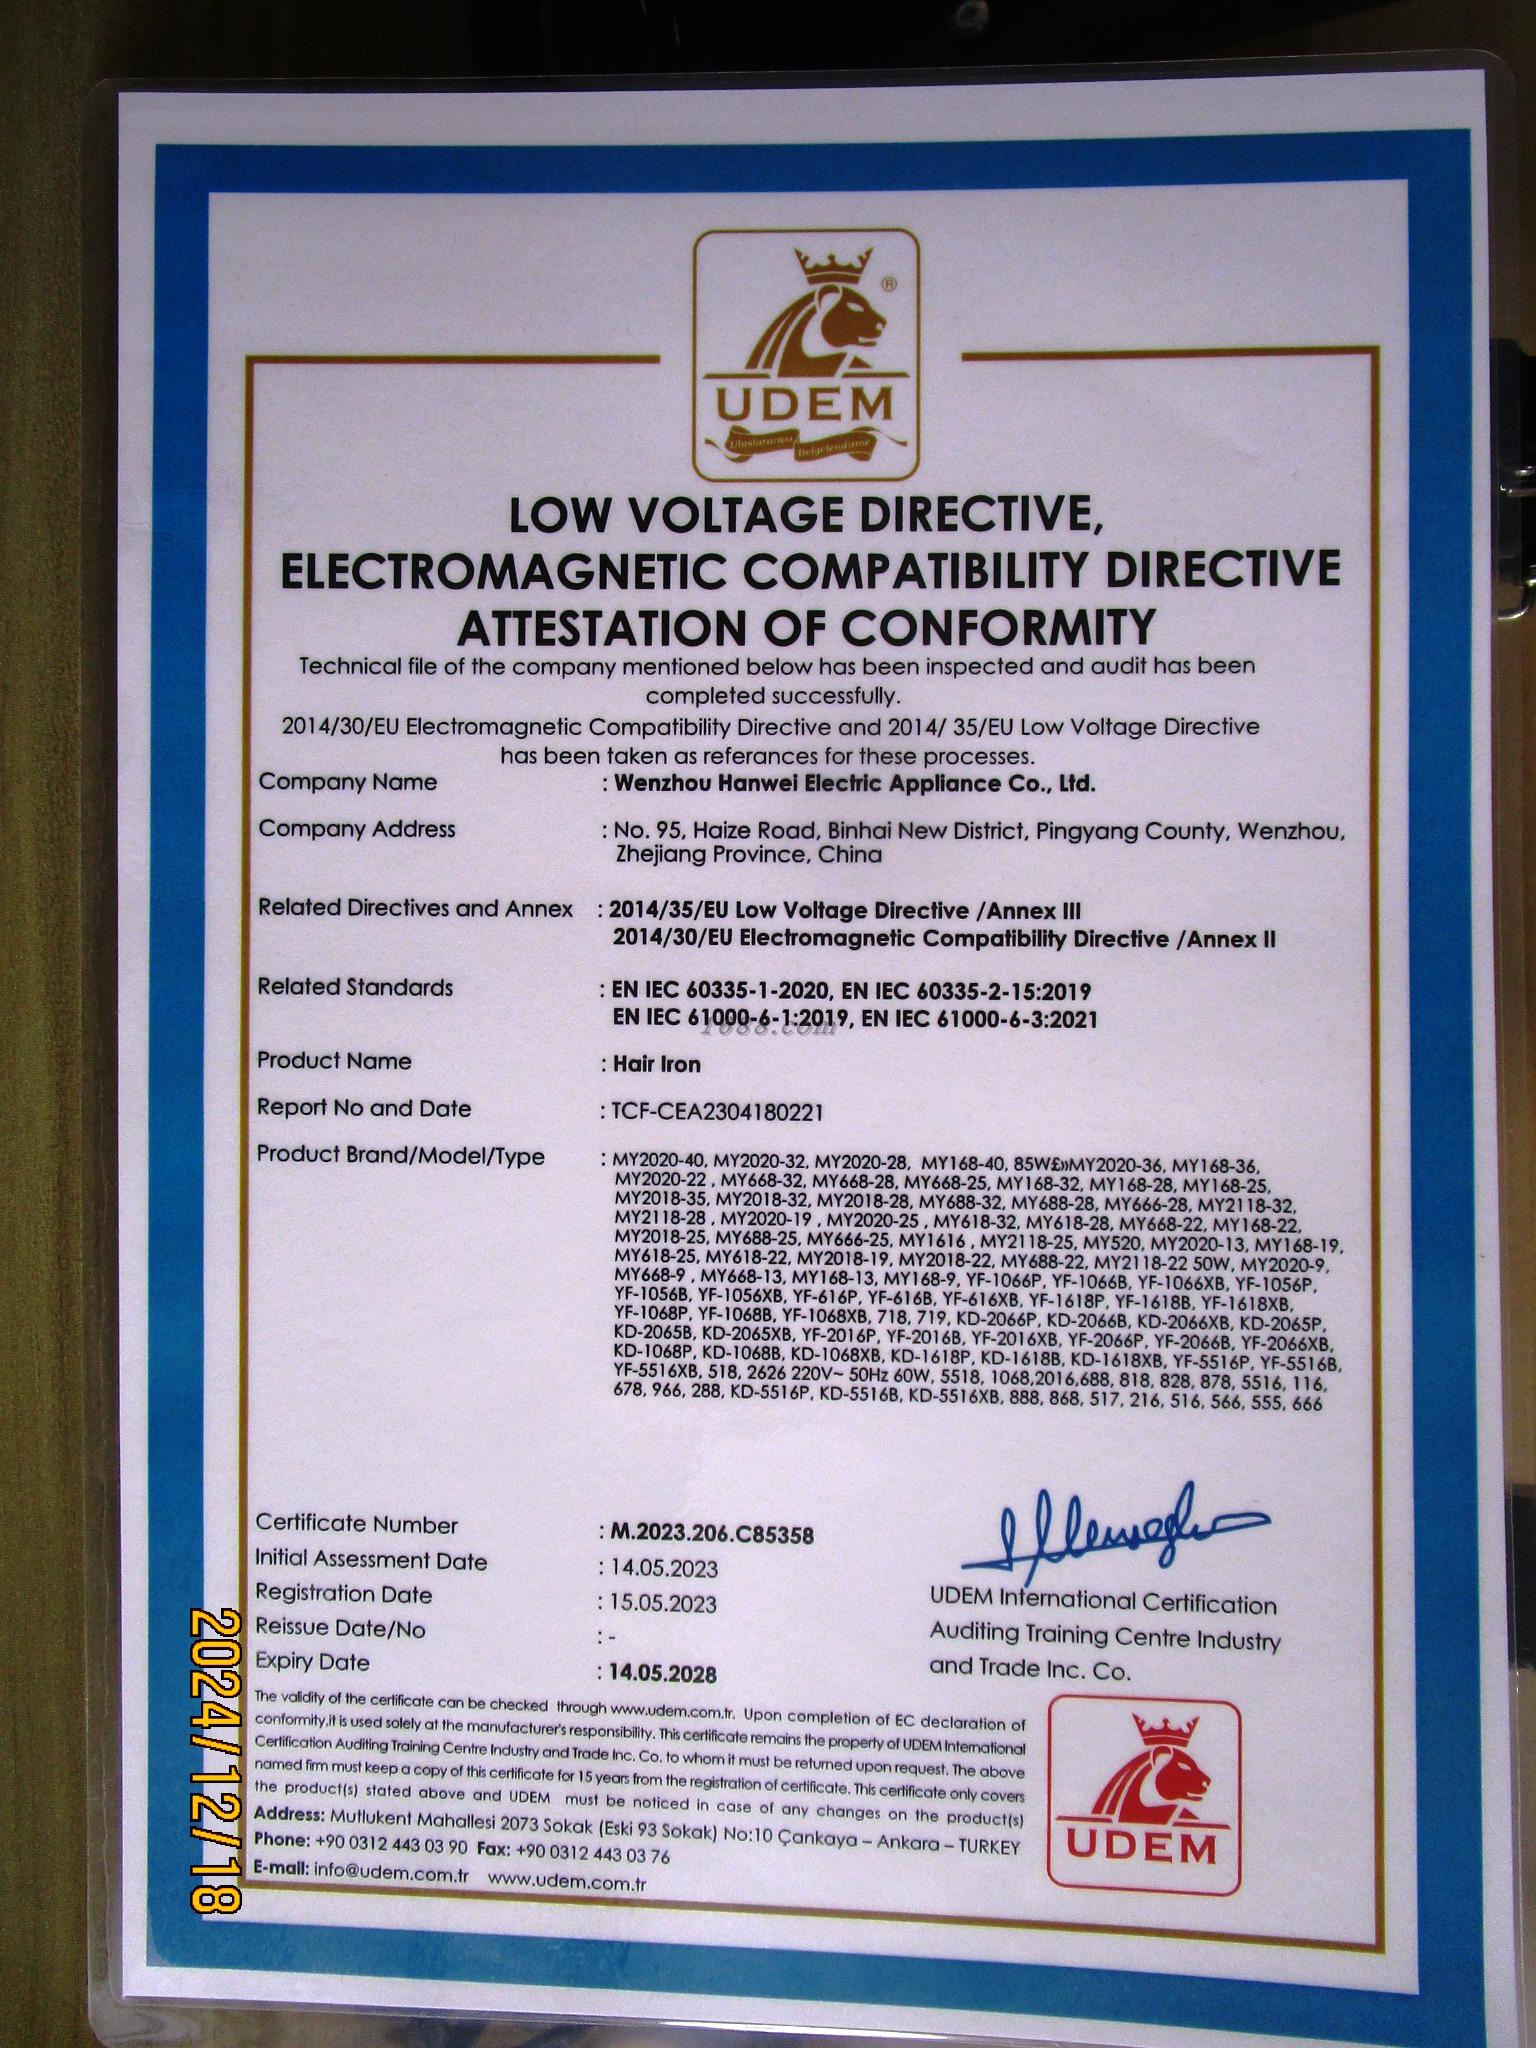 ®
UDEM
Uluslararası Belgelendirme
LOW VOLTAGE DIRECTIVE,
ELECTROMAGNETIC COMPATIBILITY DIRECTIVE
ATTESTATION OF CONFORMITY
Technical file of the company mentioned below has been inspected and audit has been
completed successfully.
2014/30/EU Electromagnetic Compatibility Directive and 2014/ 35/EU Low Voltage Directive
has been taken as referances for these processes.
Company Name : Wenzhou Hanwei Electric Appliance Co., Ltd.
Company Address : No. 95, Haize Road, Binhai New District, Pingyang County, Wenzhou,
Zhejiang Province, China
Related Directives and Annex : 2014/35/EU Low Voltage Directive /Annex III
2014/30/EU Electromagnetic Compatibility Directive /Annex II
Related Standards : EN IEC 60335-1-2020, EN IEC 60335-2-15:2019
EN IEC 61000-6-1:2019, EN IEC 61000-6-3:2021
1688.com
Product Name : Hair Iron
Report No and Date : TCF-CEA2304180221
Product Brand/Model/Type : MY2020-40, MY2020-32, MY2020-28, MY168-40, 85W£»MY2020-36, MY168-36,
MY2020-22 , MY668-32, MY668-28, MY668-25, MY168-32, MY168-28, MY168-25,
MY2018-35, MY2018-32, MY2018-28, MY688-32, MY688-28, MY666-28, MY2118-32,
MY2118-28 , MY2020-19 , MY2020-25 , MY618-32, MY618-28, MY668-22, MY168-22,
MY2018-25, MY688-25, MY666-25, MY1616 , MY2118-25, MY520, MY2020-13, MY168-19,
MY618-25, MY618-22, MY2018-19, MY2018-22, MY688-22, MY2118-22 50W, MY2020-9,
MY668-9 , MY668-13, MY168-13, MY168-9, YF-1066P, YF-1066B, YF-1066XB, YF-1056P,
YF-1056B, YF-1056XB, YF-616P, YF-616B, YF-616XB, YF-1618P, YF-1618B, YF-1618XB,
YF-1068P, YF-1068B, YF-1068XB, 718, 719, KD-2066P, KD-2066B, KD-2066XB, KD-2065P,
KD-2065B, KD-2065XB, YF-2016P, YF-2016B, YF-2016XB, YF-2066P, YF-2066B, YF-2066XB,
KD-1068P, KD-1068B, KD-1068XB, KD-1618P, KD-1618B, KD-1618XB, YF-5516P, YF-5516B,
YF-5516XB, 518, 2626 220V~ 50Hz 60W, 5518, 1068,2016,688, 818, 828, 878, 5516, 116,
678, 966, 288, KD-5516P, KD-5516B, KD-5516XB, 888, 868, 517, 216, 516, 566, 555, 666
Certificate Number : M.2023.206.C85358
Initial Assessment Date : 14.05.2023
Registration Date : 15.05.2023
Reissue Date/No : -
Expiry Date : 14.05.2028
UDEM International Certification
Auditing Training Centre Industry
and Trade Inc. Co.
The validity of the certificate can be checked through www.udem.com.tr. Upon completion of EC declaration of
conformity,it is used solely at the manufacturer's responsibility. This certificate remains the property of UDEM International
Certification Auditing Training Centre Industry and Trade Inc. Co. to whom it must be returned upon request. The above
named firm must keep a copy of this certificate for 15 years from the registration of certificate. This certificate only covers
the product(s) stated above and UDEM must be noticed in case of any changes on the product(s)
Address: Mutlukent Mahallesi 2073 Sokak (Eski 93 Sokak) No:10 Çankaya – Ankara – TURKEY
Phone: +90 0312 443 03 90 Fax: +90 0312 443 03 76
E-mail: info@udem.com.tr www.udem.com.tr
UDEM
2024/12/18